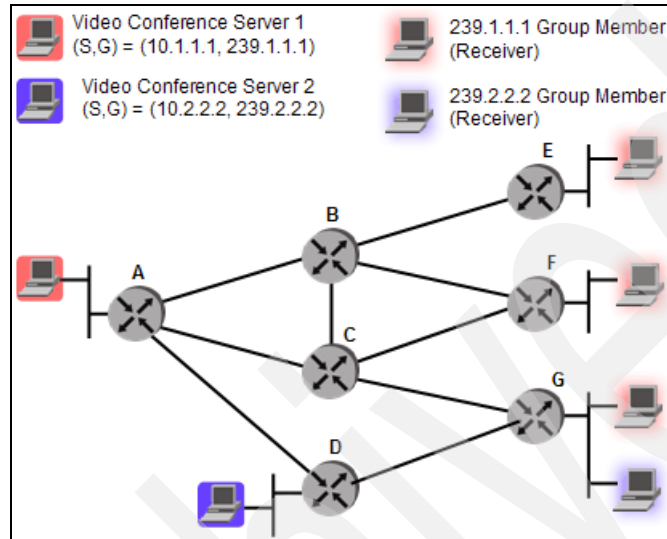 Video Conference Server 1
(S,G) = (10.1.1.1, 239.1.1.1)
239.1.1.1 Group Member
(Receiver)
Video Conference Server 2
(S,G) = (10.2.2.2, 239.2.2.2)
239.2.2.2 Group Member
(Receiver)
E
B
A
F
C
G
D